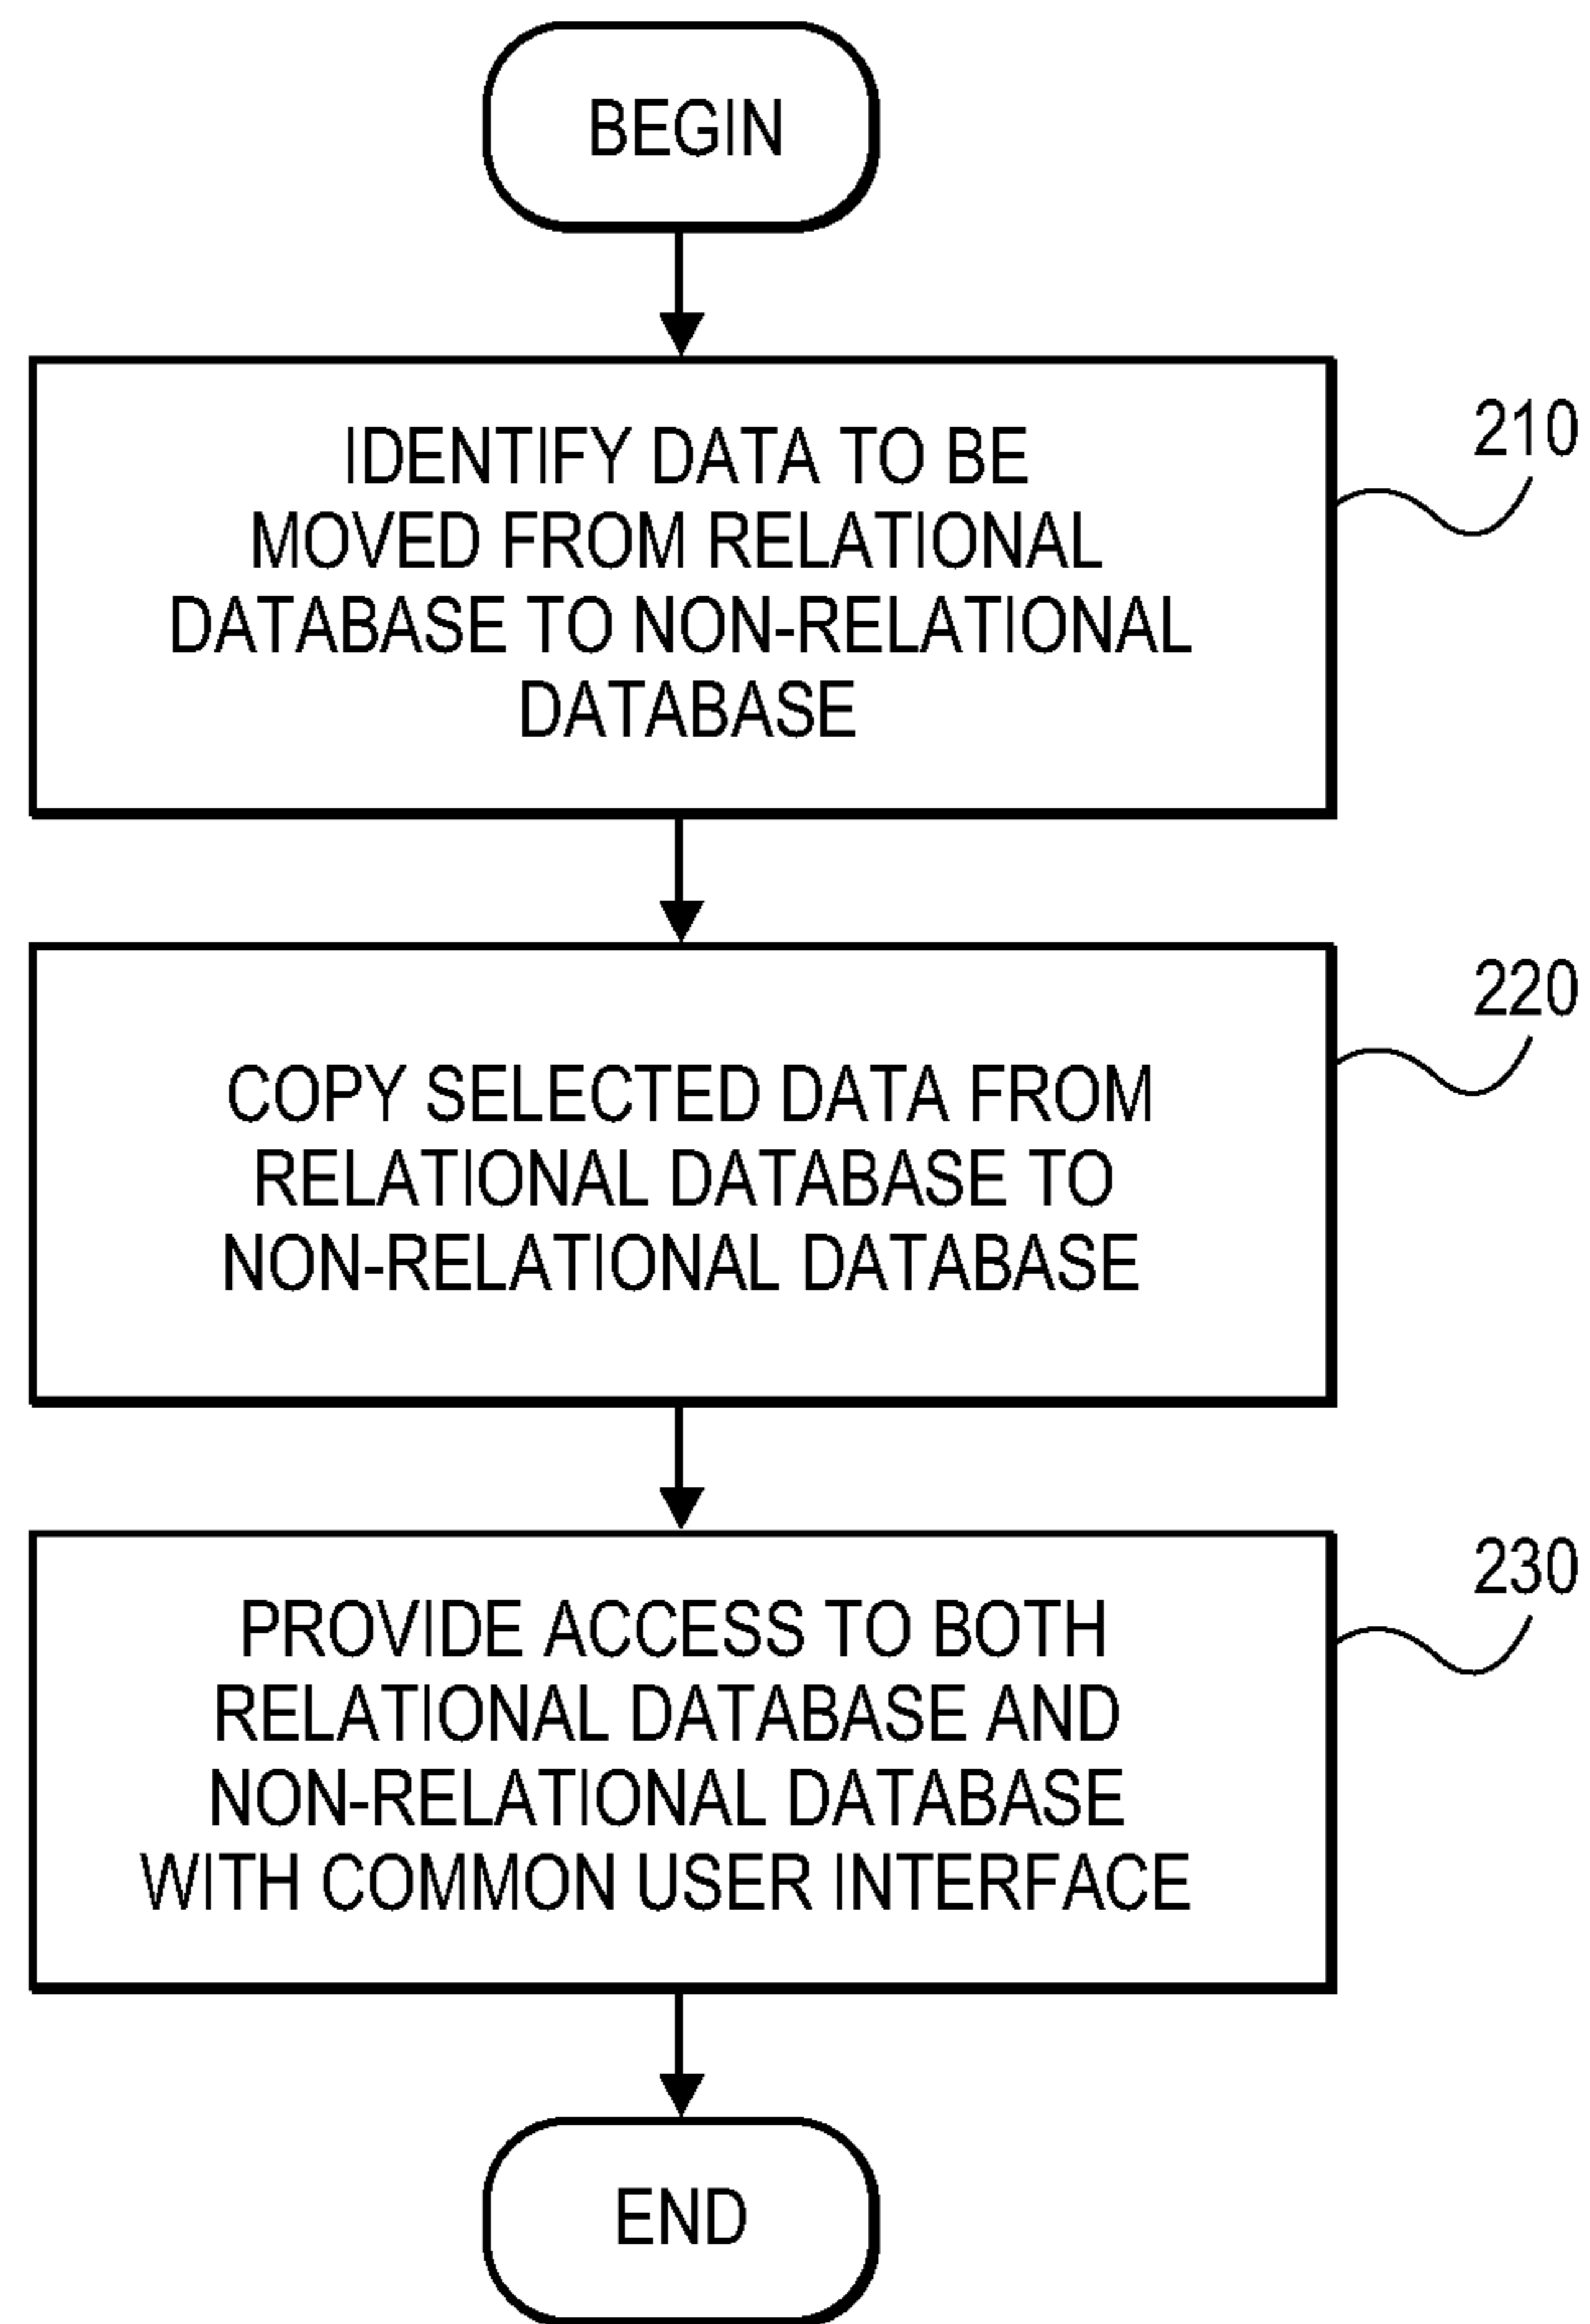 BEGIN
IDENTIFY DATA TO BE
MOVED FROM RELATIONAL
DATABASE TO NON-RELATIONAL
DATABASE
210
COPY SELECTED DATA FROM
RELATIONAL DATABASE TO
NON-RELATIONAL DATABASE
220
PROVIDE ACCESS TO BOTH
RELATIONAL DATABASE AND
NON-RELATIONAL DATABASE
WITH COMMON USER INTERFACE
230
END